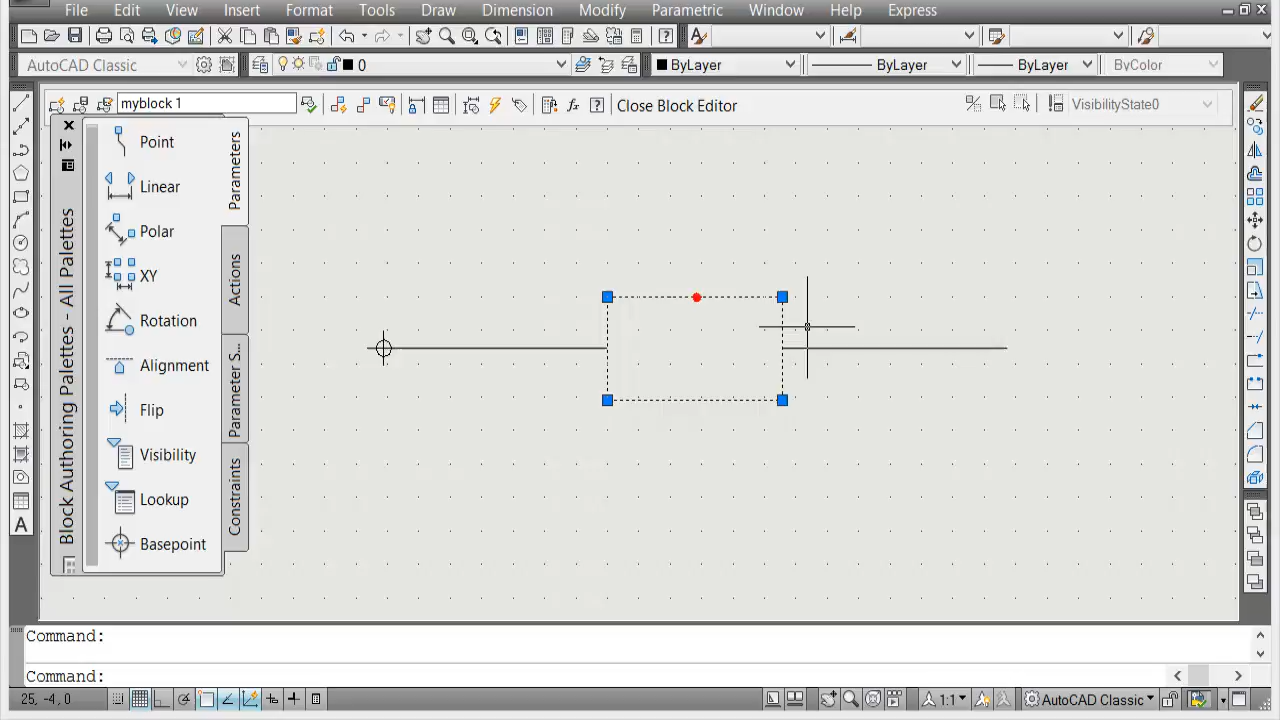 File Edit View Insert Format Tools Draw Dimension Modify Parametric Window Help Express
AutoCAD Classic 0 ByLayer ByLayer ByLayer ByColor
myblock 1 Close Block Editor VisibilityState0
Point
Linear
Polar
XY
Rotation
Alignment
Flip
Visibility
Lookup
Basepoint
Parameters
Actions
Parameter S...
Constraints
Block Authoring Palettes - All Palettes
Command:
Command:
25, -4, 0 1:1 AutoCAD Classic